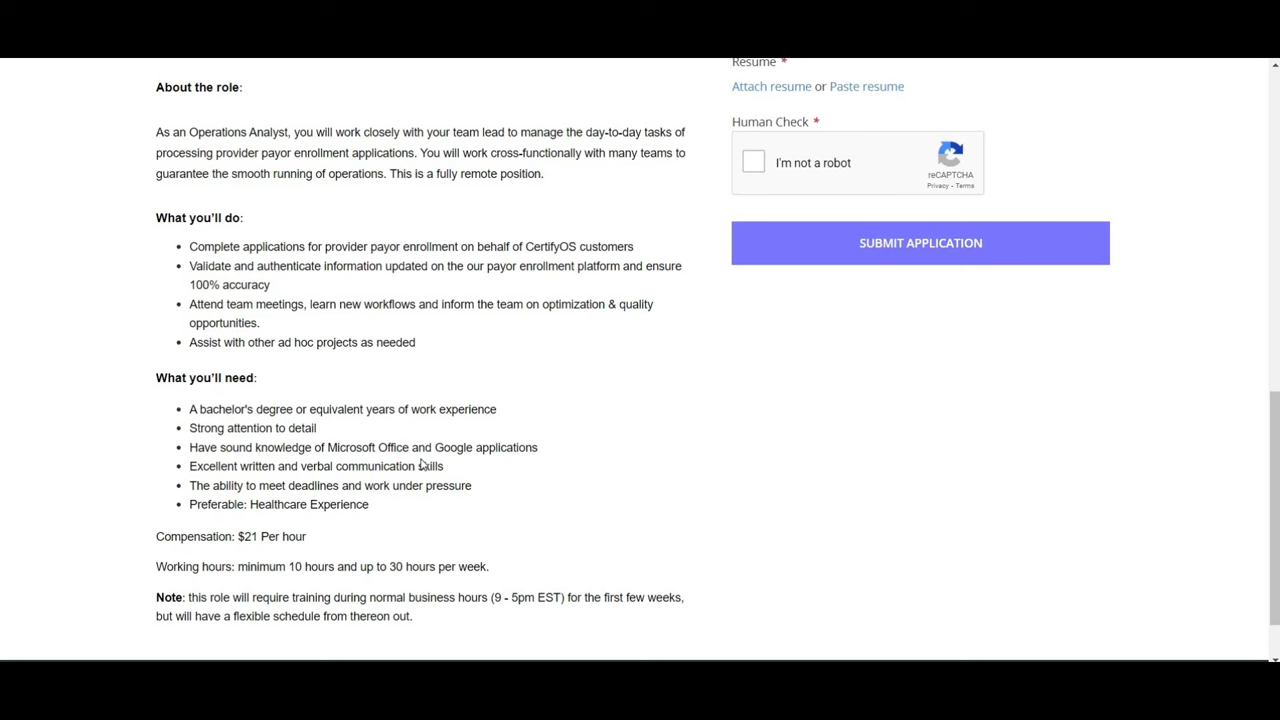 About the role:
As an Operations Analyst, you will work closely with your team lead to manage the day-to-day tasks of
processing provider payor enrollment applications. You will work cross-functionally with many teams to
guarantee the smooth running of operations. This is a fully remote position.
What you'll do:
• Complete applications for provider payor enrollment on behalf of CertifyOS customers
• Validate and authenticate information updated on the our payor enrollment platform and ensure
100% accuracy
• Attend team meetings, learn new workflows and inform the team on optimization & quality
opportunities.
• Assist with other ad hoc projects as needed
What you'll need:
• A bachelor's degree or equivalent years of work experience
• Strong attention to detail
• Have sound knowledge of Microsoft Office and Google applications
• Excellent written and verbal communication skills
• The ability to meet deadlines and work under pressure
• Preferable: Healthcare Experience
Compensation: $21 Per hour
Working hours: minimum 10 hours and up to 30 hours per week.
Note: this role will require training during normal business hours (9 - 5pm EST) for the first few weeks,
but will have a flexible schedule from thereon out.
Resume *
Attach resume or Paste resume
Human Check *
I'm not a robot
reCAPTCHA
Privacy - Terms
SUBMIT APPLICATION